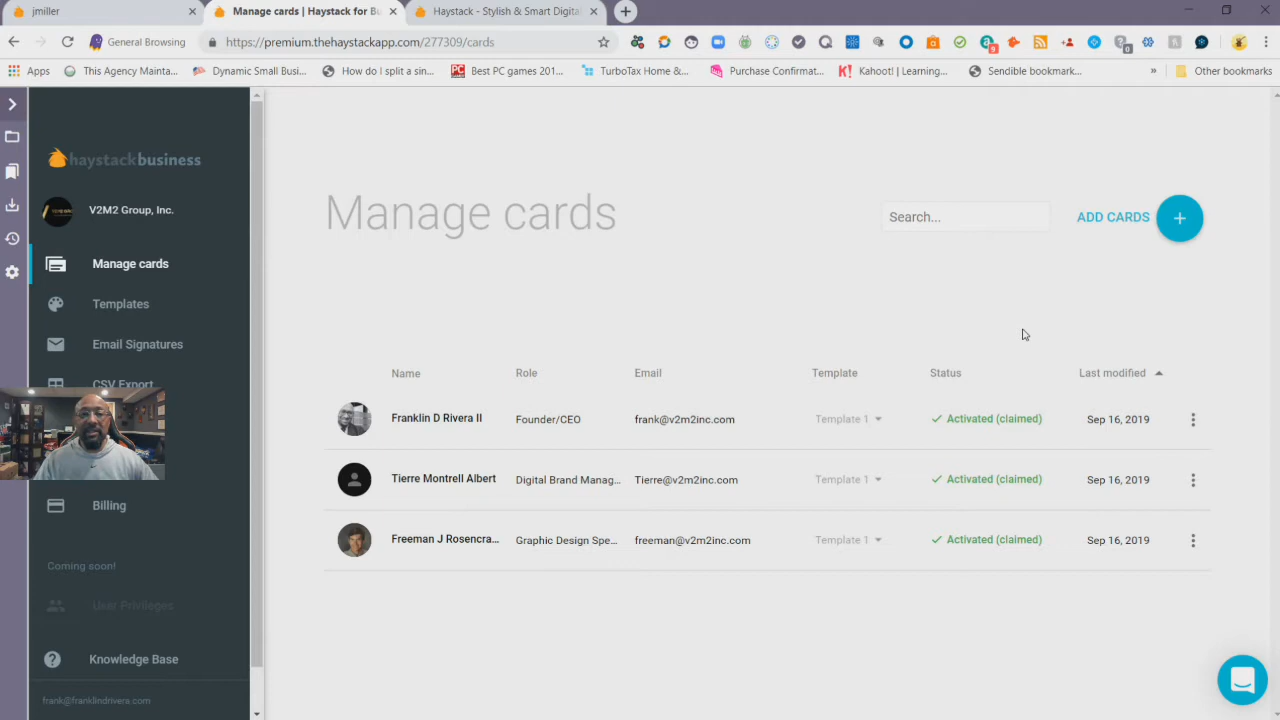 jmiller
Manage cards | Haystack for Bu
Haystack - Stylish & Smart Digital
General Browsing
https://premium.thehaystackapp.com/277309/cards
Apps
This Agency Mainta...
Dynamic Small Bus...
How do I split a sin...
Best PC games 201...
TurboTax Home &...
Purchase Confirmat...
Kahoot! | Learning...
Sendible roadmap...
»
Other bookmarks
haystackbusiness
V2M2 Group, Inc.
Manage cards
Templates
Email Signatures
CSV Export
Billing
Coming soon!
User Privileges
Knowledge Base
frank@franklindrivera.com
Manage cards
Search...
ADD CARDS
Name Role Email Template Status Last modified
Franklin D Rivera II Founder/CEO frank@v2m2inc.com Template 1 Activated (claimed) Sep 16, 2019
Tierre Montrell Albert Digital Brand Manag... Tierre@v2m2inc.com Template 1 Activated (claimed) Sep 16, 2019
Freeman J Rosencra... Graphic Design Spe... freeman@v2m2inc.com Template 1 Activated (claimed) Sep 16, 2019